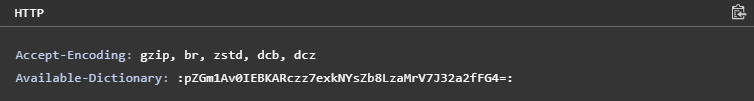 HTTP
Accept-Encoding: gzip, br, zstd, dcb, dcz
Available-Dictionary: :pZGm1Av0IEBKARczz7exkNYsZb8LzaMrV7J32a2fFG4=: